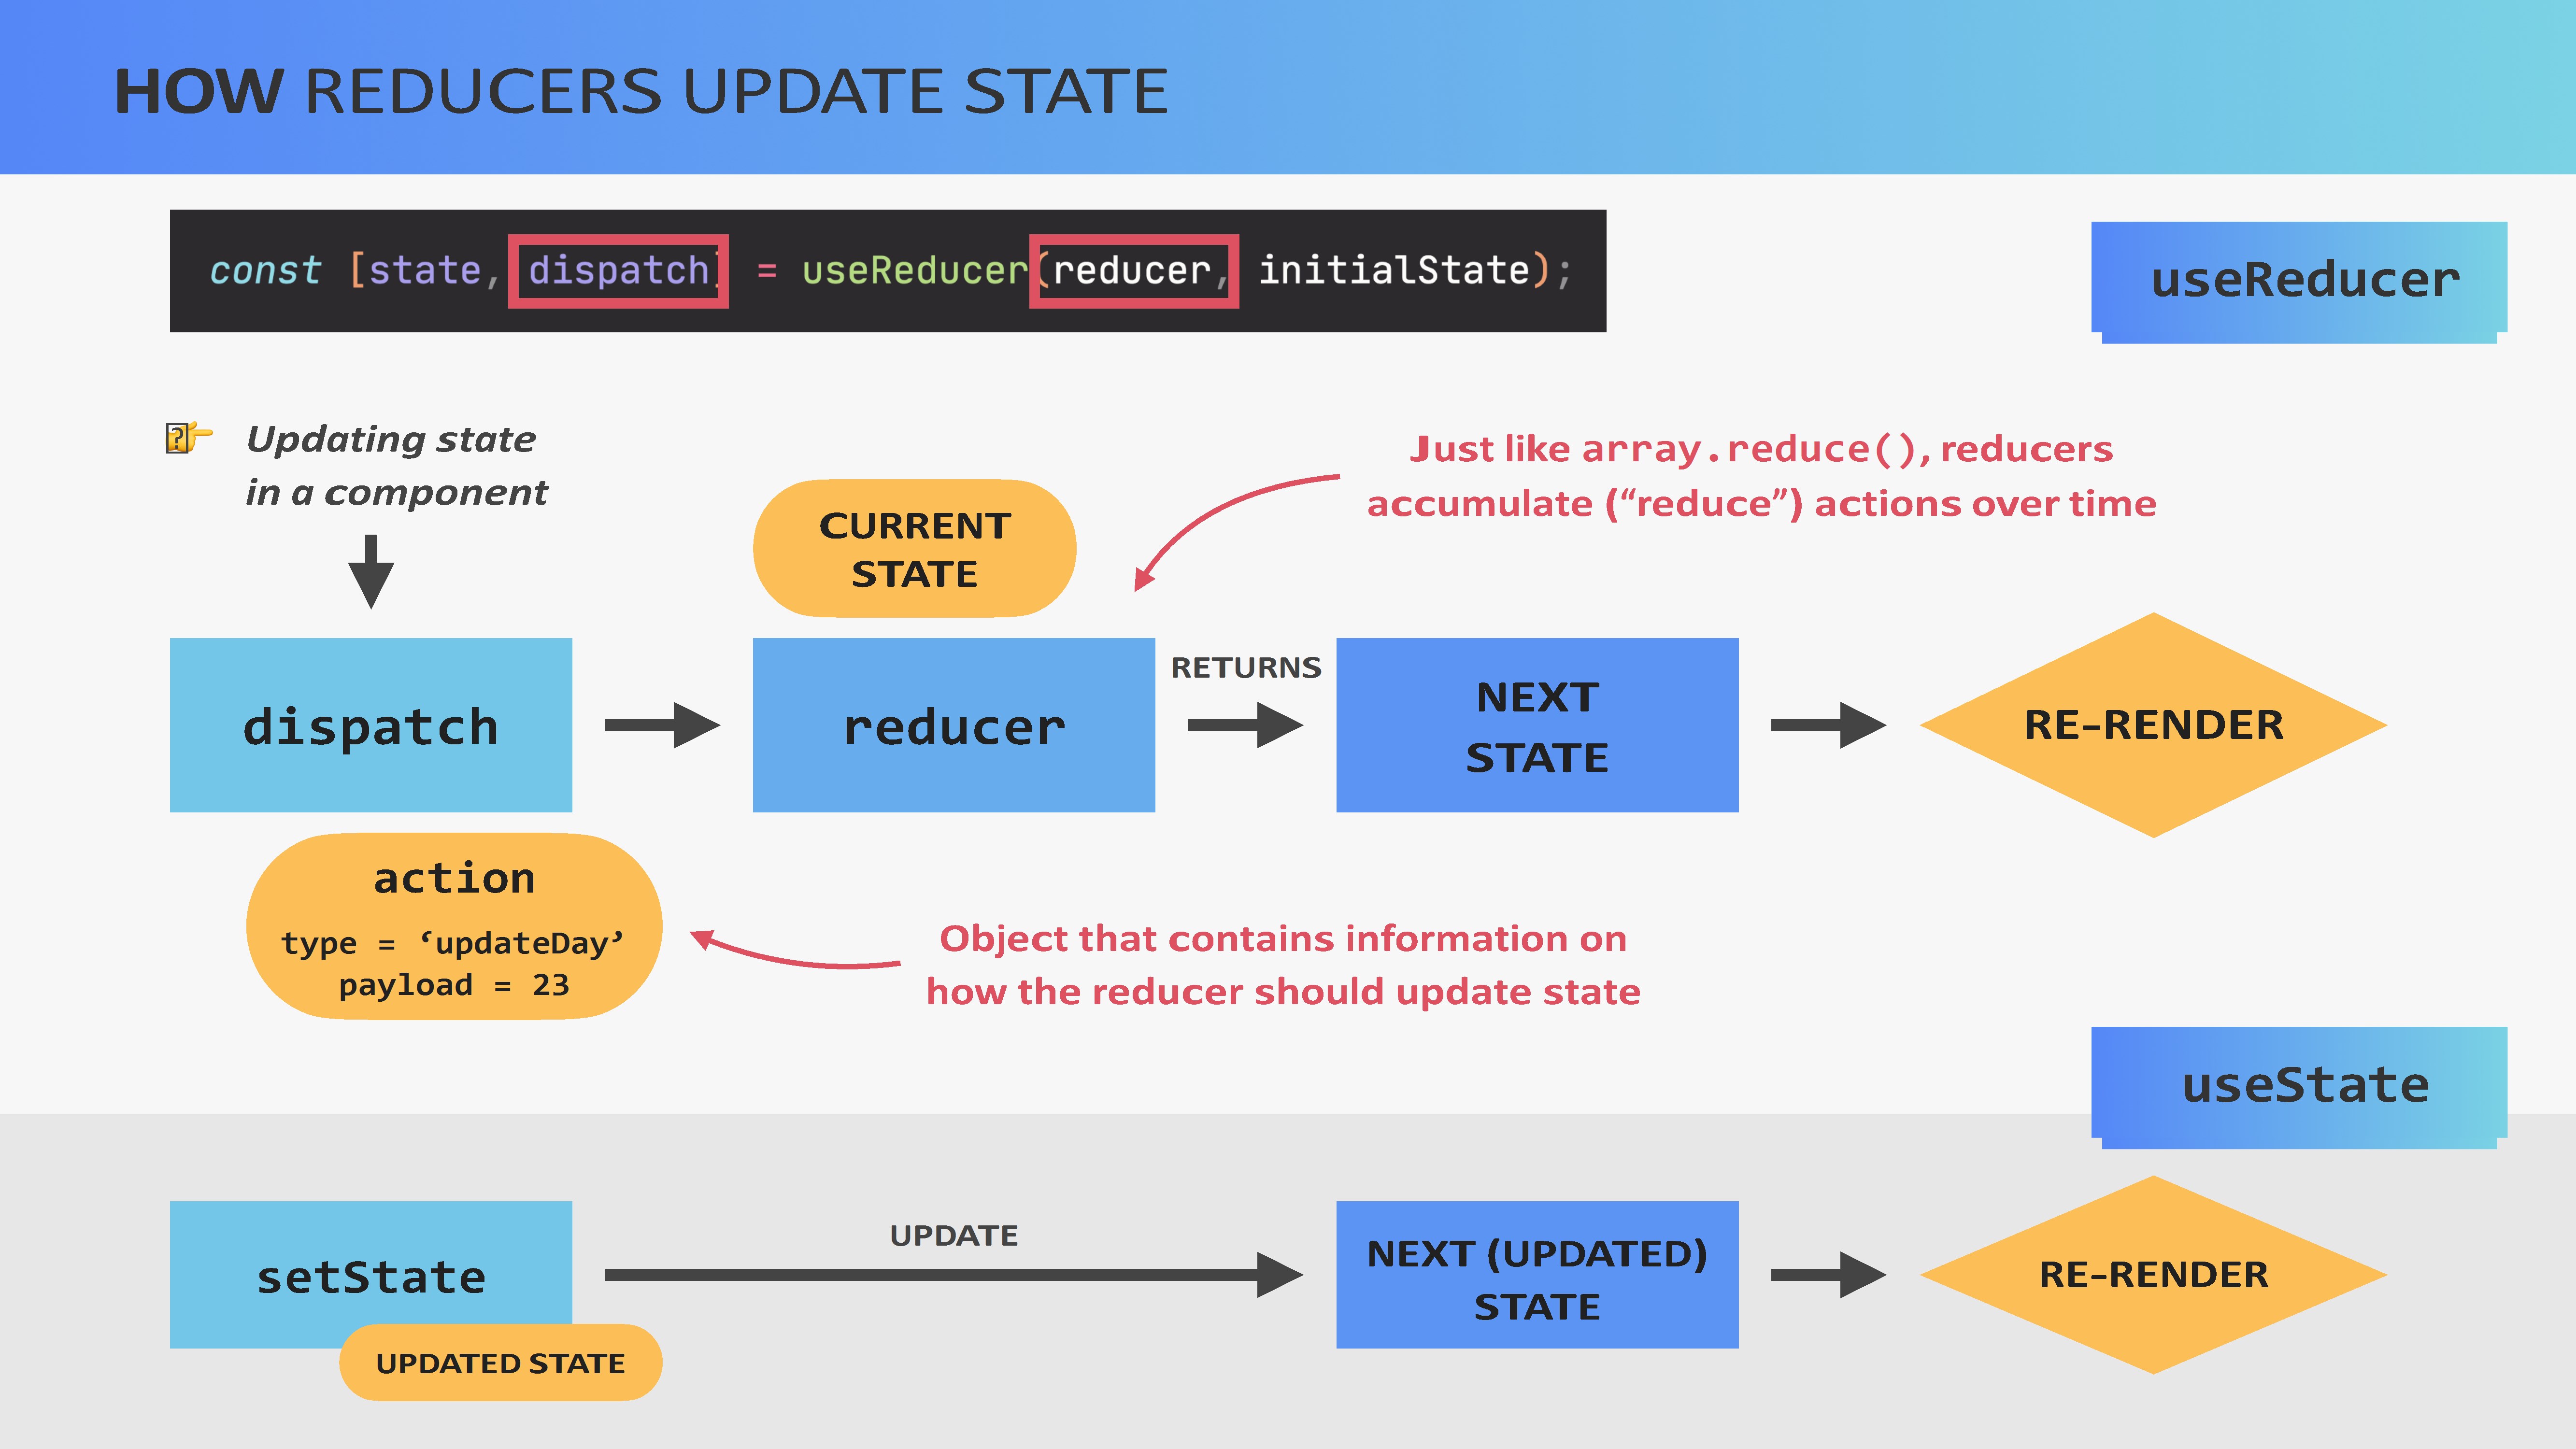 HOW REDUCERS UPDATE STATE
const [state, dispatch] = useReducer(reducer, initialState);
useReducer
Updating state
in a component
Just like array.reduce(), reducers
accumulate (“reduce”) actions over time
CURRENT
STATE
dispatch
reducer
RETURNS
NEXT
STATE
RE-RENDER
action
type = ‘updateDay’
payload = 23
Object that contains information on
how the reducer should update state
useState
setState
UPDATE
NEXT (UPDATED)
STATE
RE-RENDER
UPDATED STATE